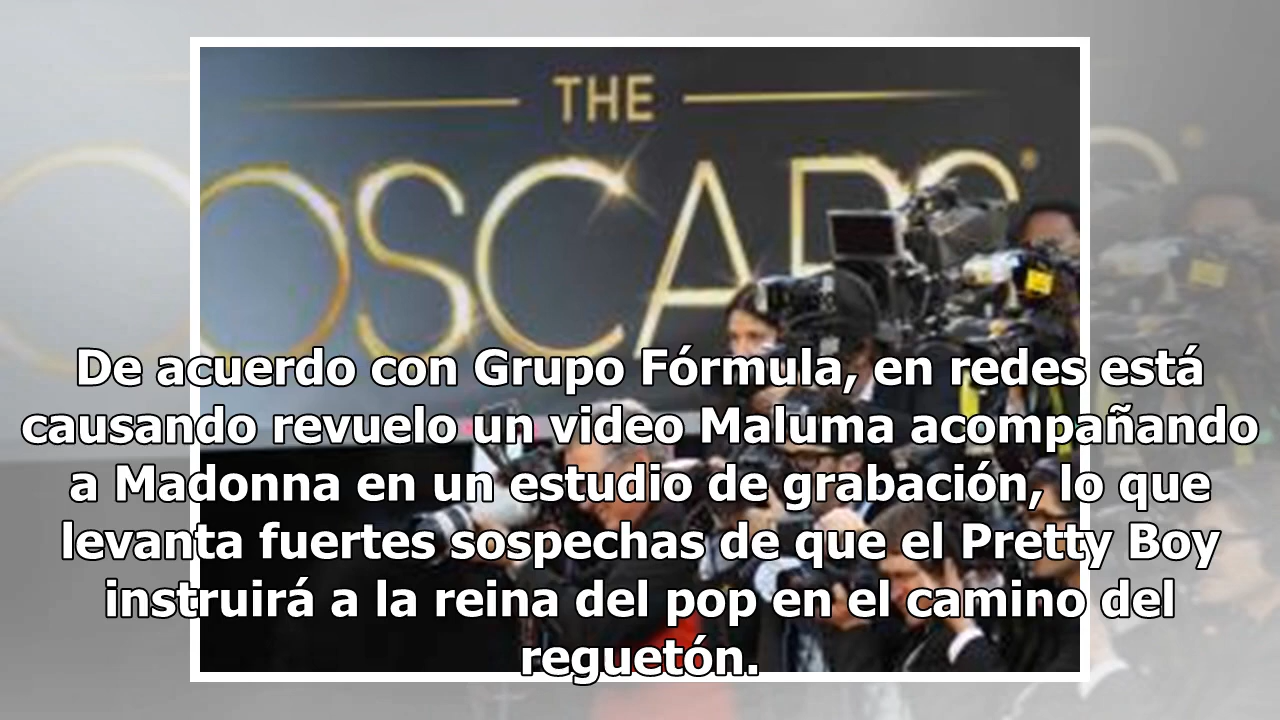 THE
OSCARS
De acuerdo con Grupo Fórmula, en redes está
causando revuelo un video Maluma acompañando
a Madonna en un estudio de grabación, lo que
levanta fuertes sospechas de que el Pretty Boy
instruirá a la reina del pop en el camino del
reguetón.